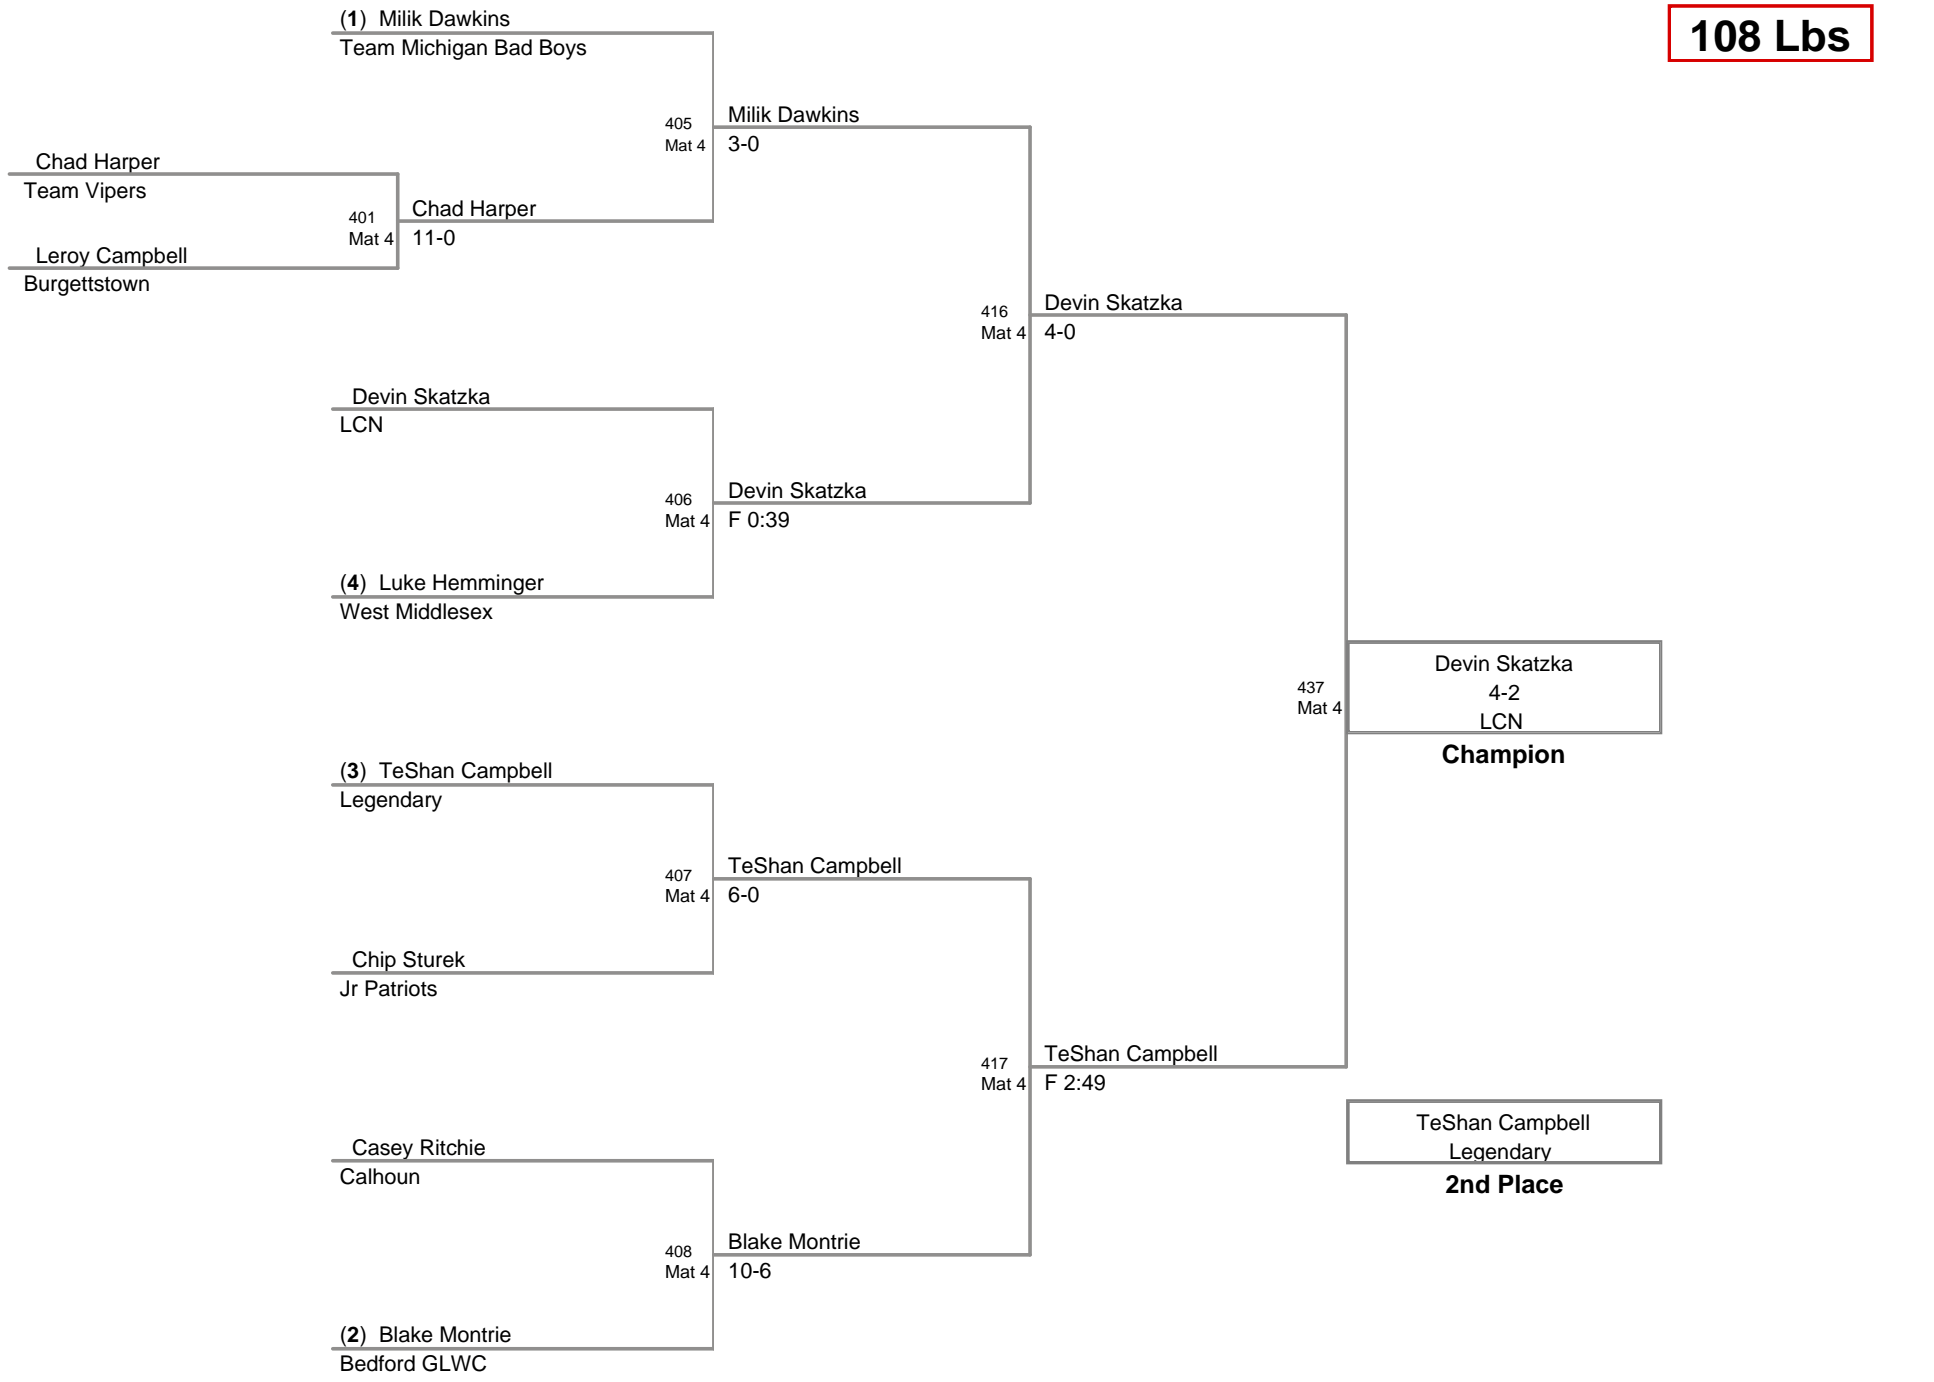 (1) Milik Dawkins
Team Michigan Bad Boys
108 Lbs
405
Mat 4
Milik Dawkins
3-0
Chad Harper
Team Vipers
401
Mat 4
Chad Harper
11-0
Leroy Campbell
Burgettstown
416
Mat 4
Devin Skatzka
4-0
Devin Skatzka
LCN
406
Mat 4
Devin Skatzka
F 0:39
(4) Luke Hemminger
West Middlesex
437
Mat 4
Devin Skatzka
4-2
LCN
Champion
(3) TeShan Campbell
Legendary
407
Mat 4
TeShan Campbell
6-0
Chip Sturek
Jr Patriots
417
Mat 4
TeShan Campbell
F 2:49
TeShan Campbell
Legendary
2nd Place
Casey Ritchie
Calhoun
408
Mat 4
Blake Montrie
10-6
(2) Blake Montrie
Bedford GLWC